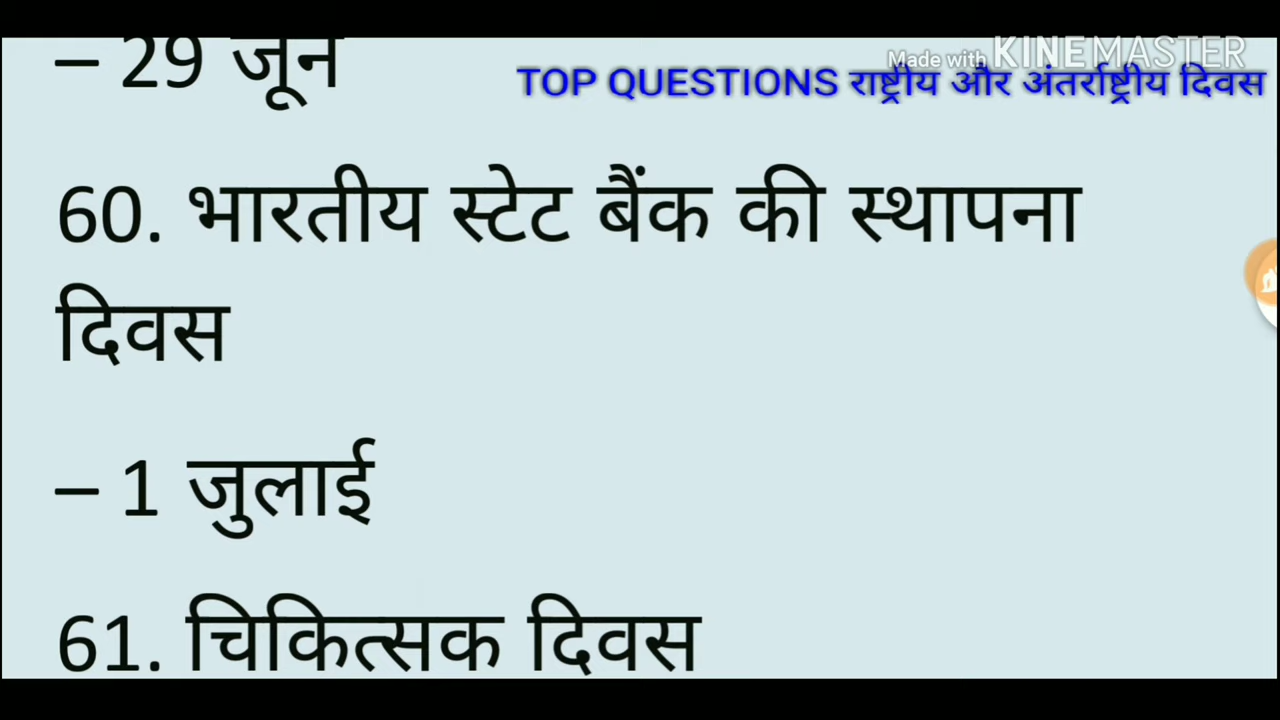 – 29 जून
Made with KINEMASTER
TOP QUESTIONS राष्ट्रीय और अंतर्राष्ट्रीय दिवस
60. भारतीय स्टेट बैंक की स्थापना
दिवस
– 1 जुलाई
61. चिकित्सक दिवस